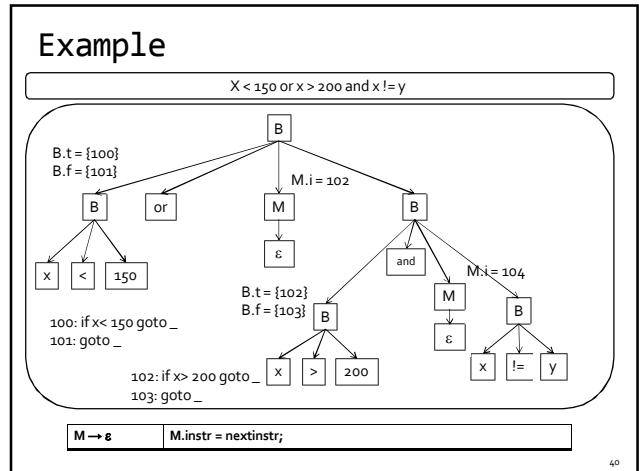 Example
X < 150 or x > 200 and x != y
B
B.t = {100}
B.f = {101}
M.i = 102
B
or
M
B
ε
and
M.i = 104
x
<
150
B.t = {102}
B.f = {103}
B
M
B
ε
100: if x< 150 goto _
101: goto _
x
>
200
x
!=
y
102: if x> 200 goto _
103: goto _
M → ε
M.instr = nextinstr;
40